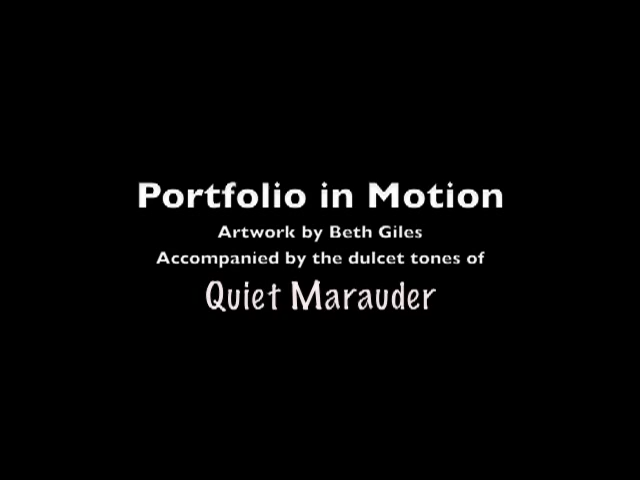 Portfolio in Motion
Artwork by Beth Giles
Accompanied by the dulcet tones of
Quiet Marauder